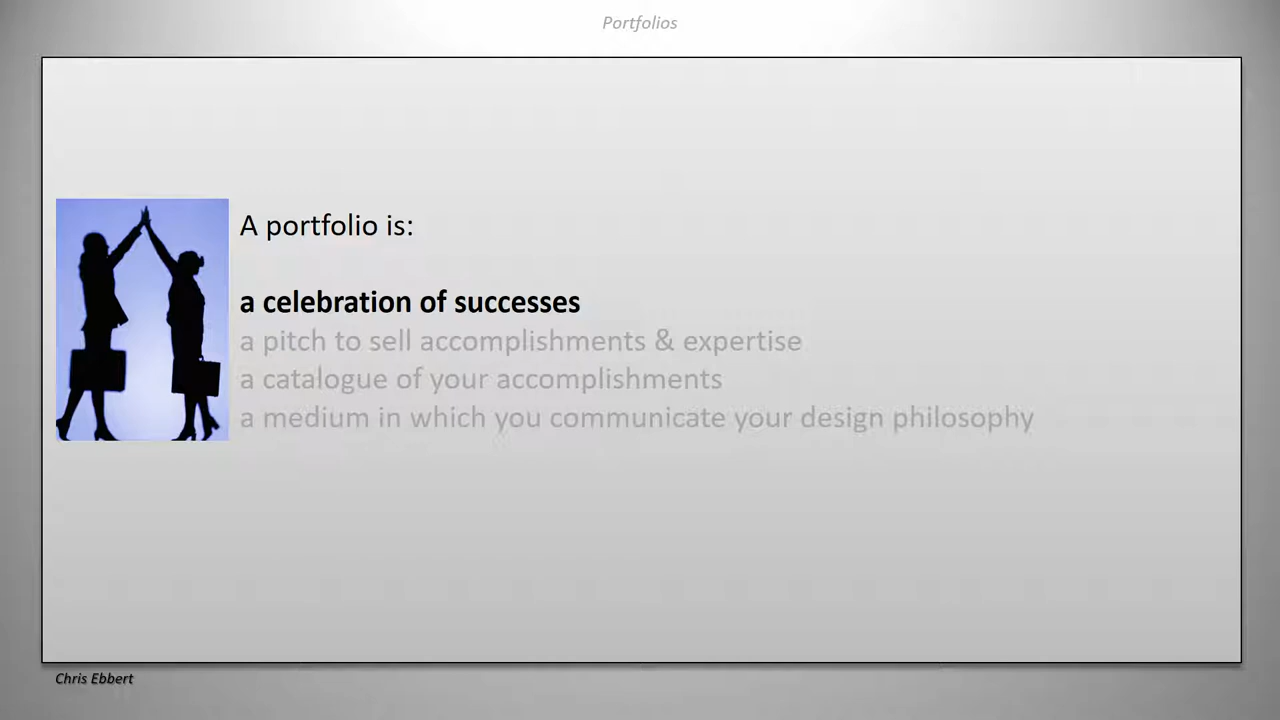 Portfolios
A portfolio is:
a celebration of successes
a pitch to sell accomplishments & expertise
a catalogue of your accomplishments
a medium in which you communicate your design philosophy
Chris Ebbert